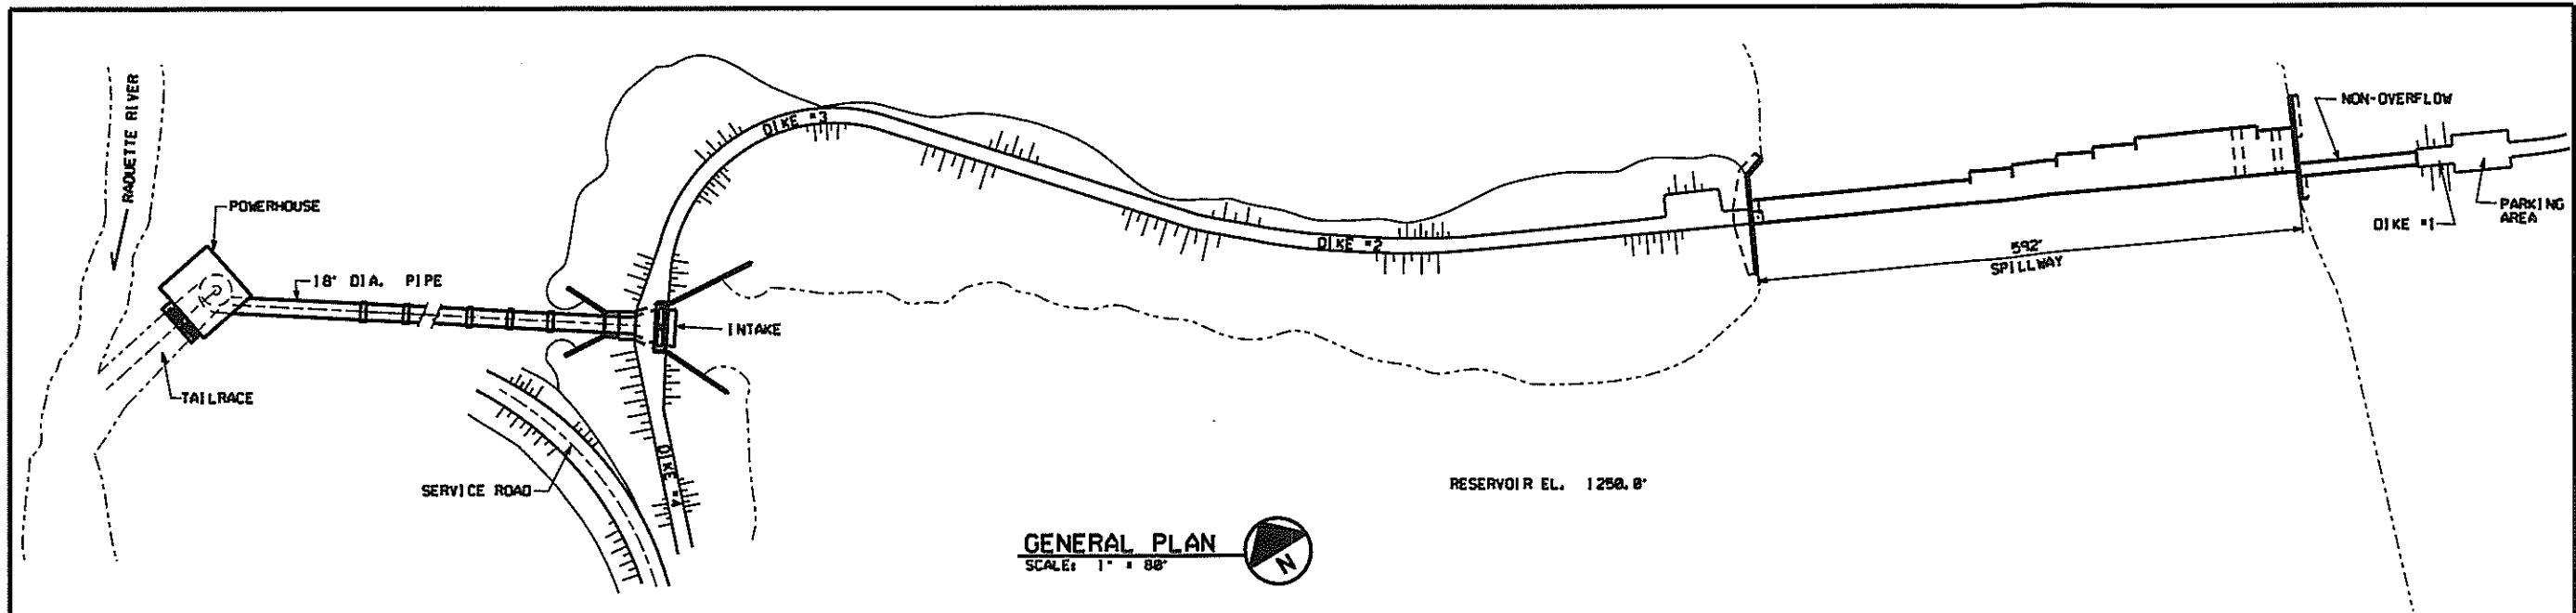 RAQUETTE RIVER
POWERHOUSE
18' DIA. PIPE
TAILRACE
SERVICE ROAD
INTAKE
DIKE #3
DIKE #4
DIKE #2
592'
SPILLWAY
NON-OVERFLOW
DIKE #1
PARKING
AREA
RESERVOIR EL. 1250.0'
GENERAL PLAN
SCALE: 1" = 80'
N